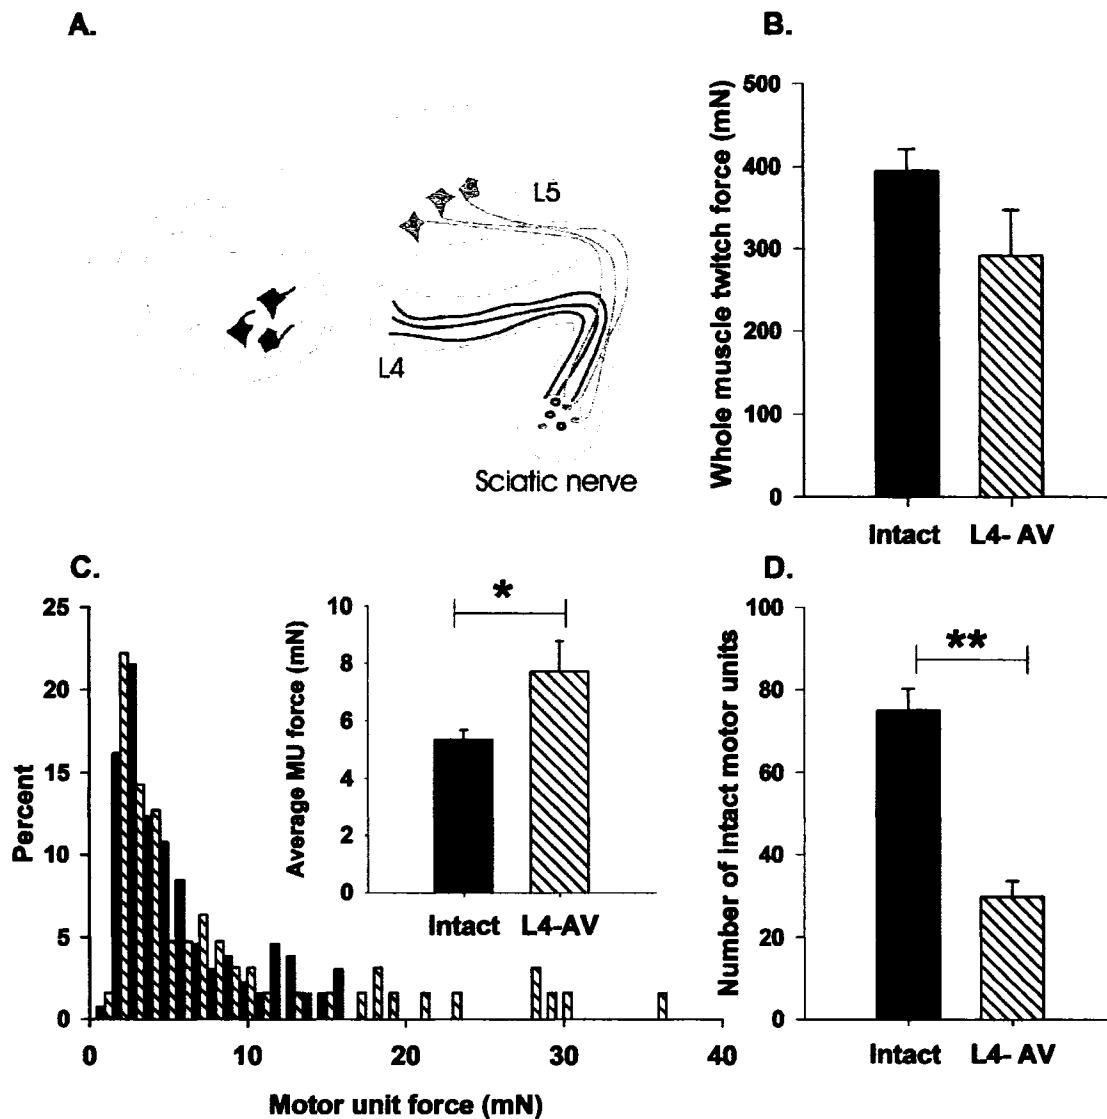 A.
L5
L4
Sciatic nerve
B.
Whole muscle twitch force (mN)
500
400
300
200
100
0
Intact L4- AV
C.
Percent
25
20
15
10
5
0
0 10 20 30 40
Motor unit force (mN)
Average MU force (mN)
10
8
6
4
2
0
*
Intact L4-AV
D.
Number of intact motor units
100
80
60
40
20
0
**
Intact L4- AV